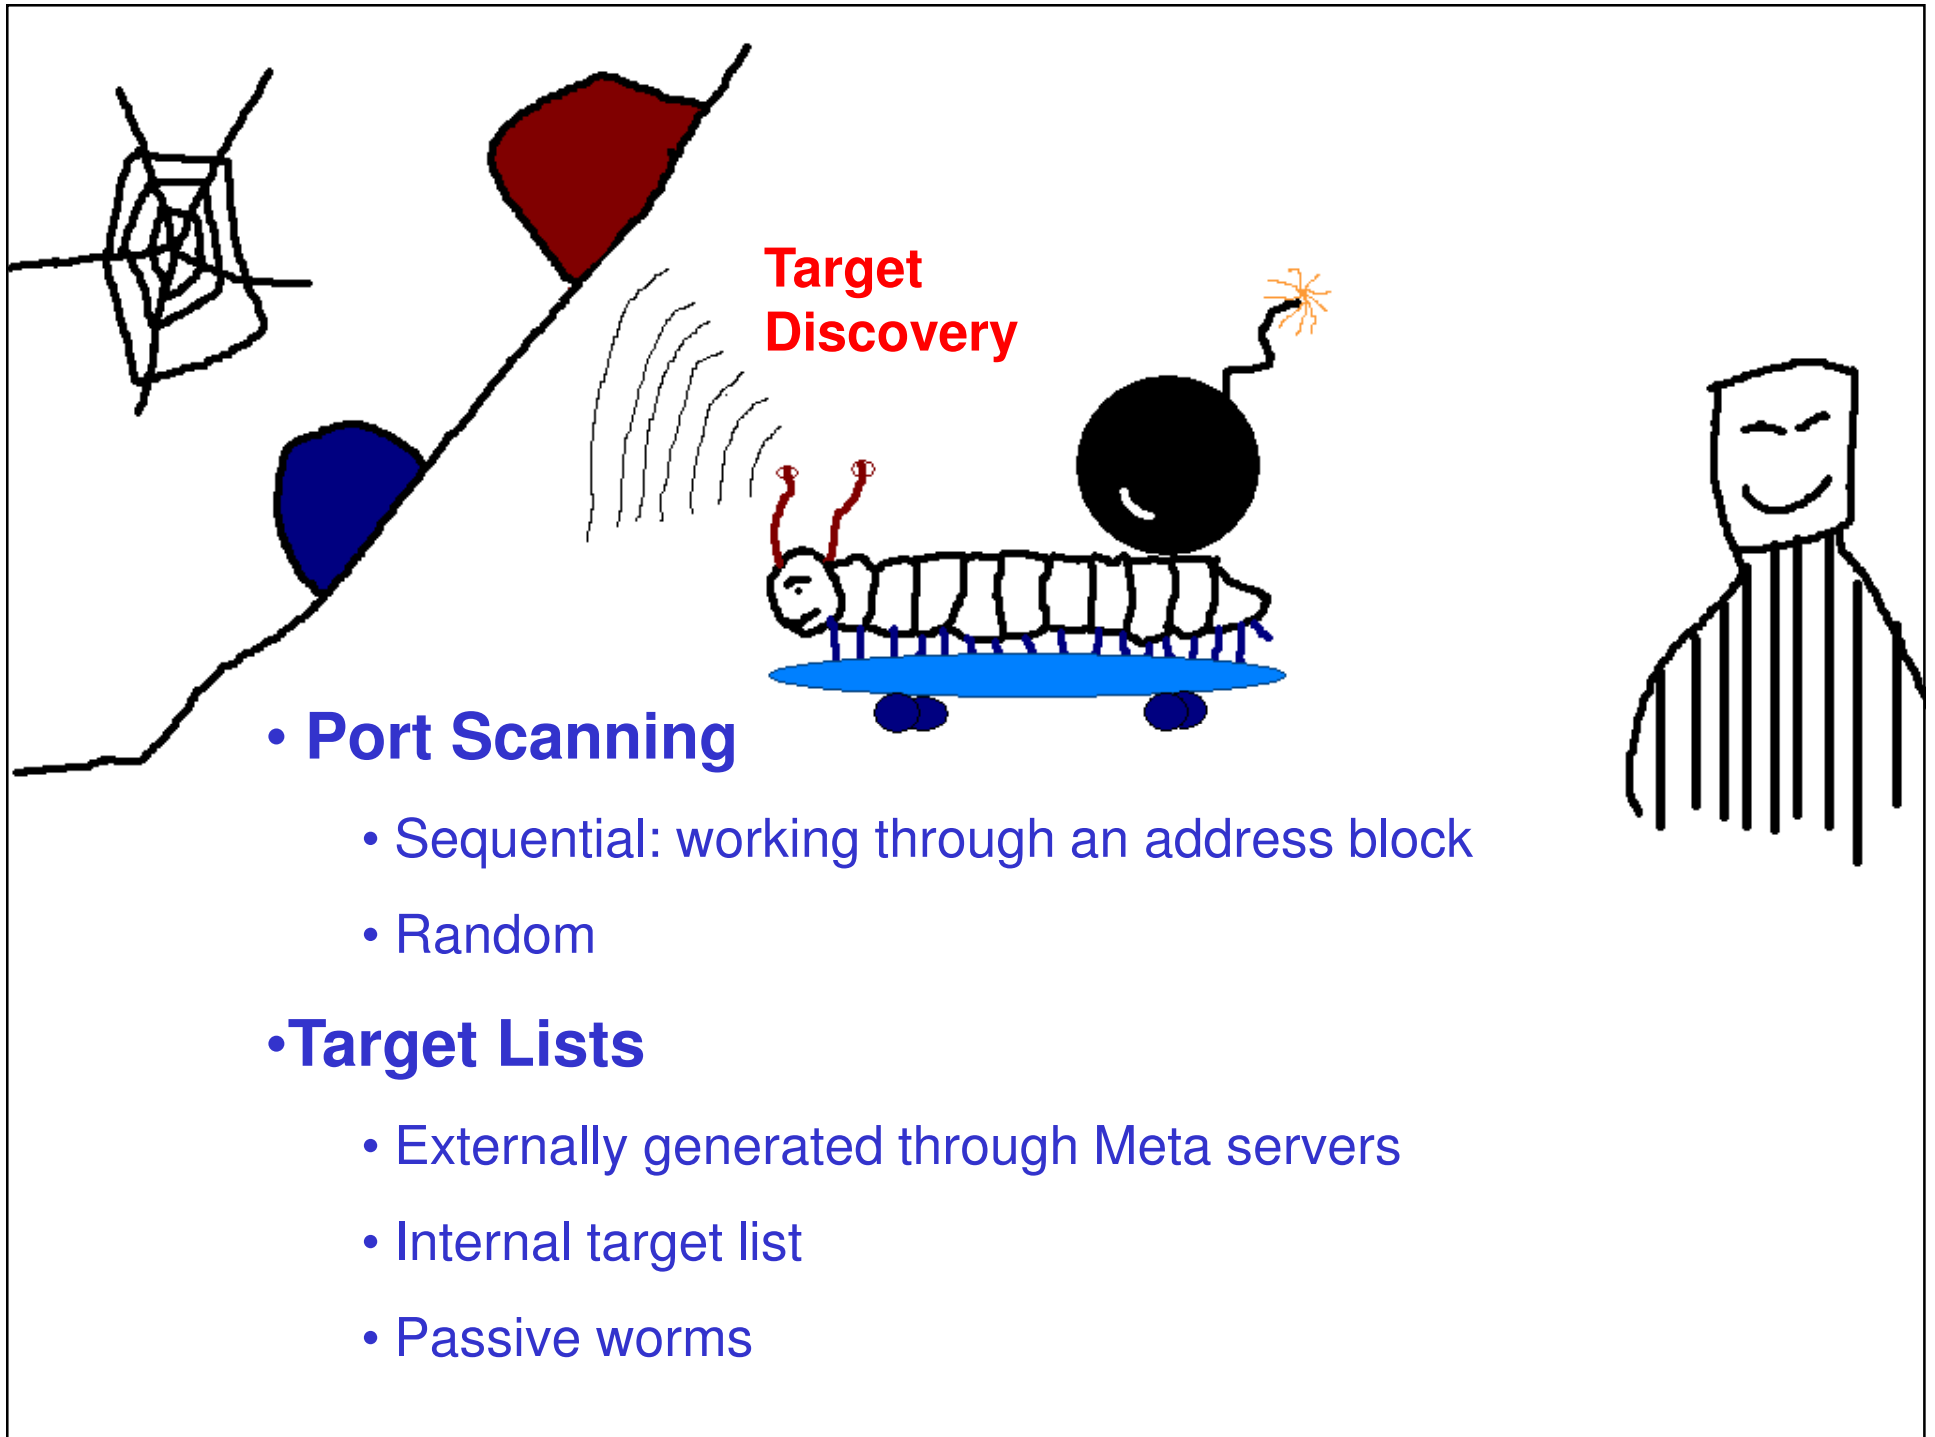 Target
Discovery
• Port Scanning
• Sequential: working through an address block
• Random
•Target Lists
• Externally generated through Meta servers
• Internal target list
• Passive worms